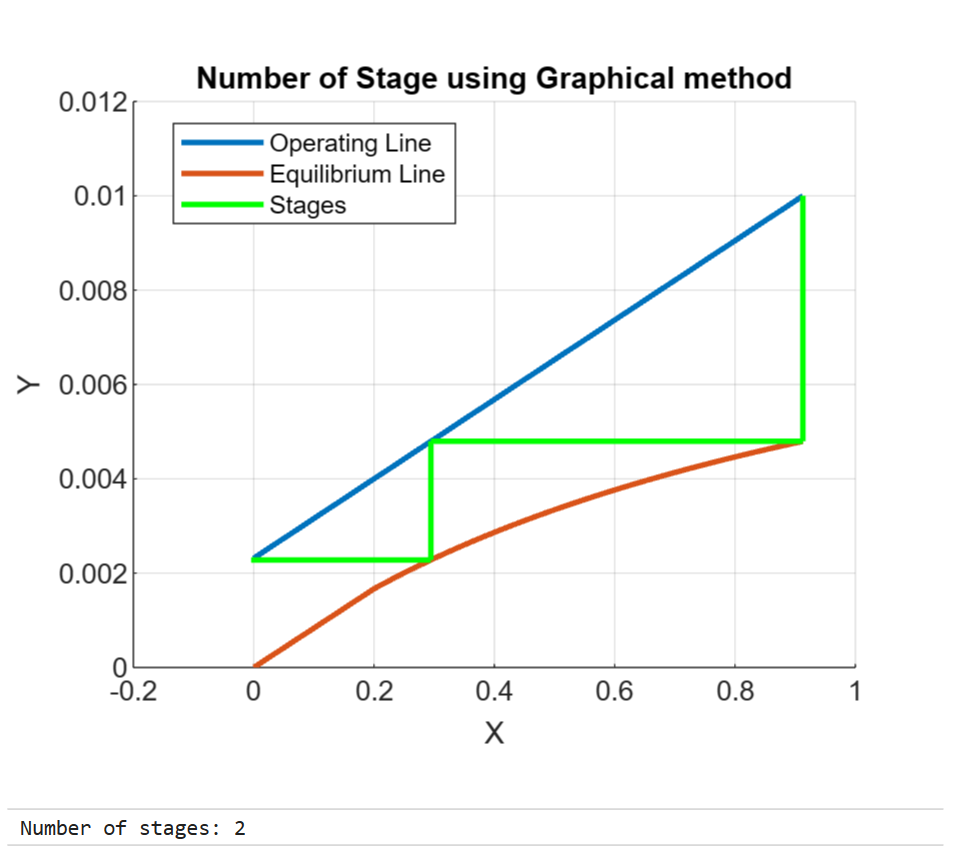 Number of Stage using Graphical method
0.012
0.01
0.008
0.006
0.004
0.002
0
Y
Operating Line
Equilibrium Line
Stages
-0.2 0 0.2 0.4 0.6 0.8 1
X
Number of stages: 2